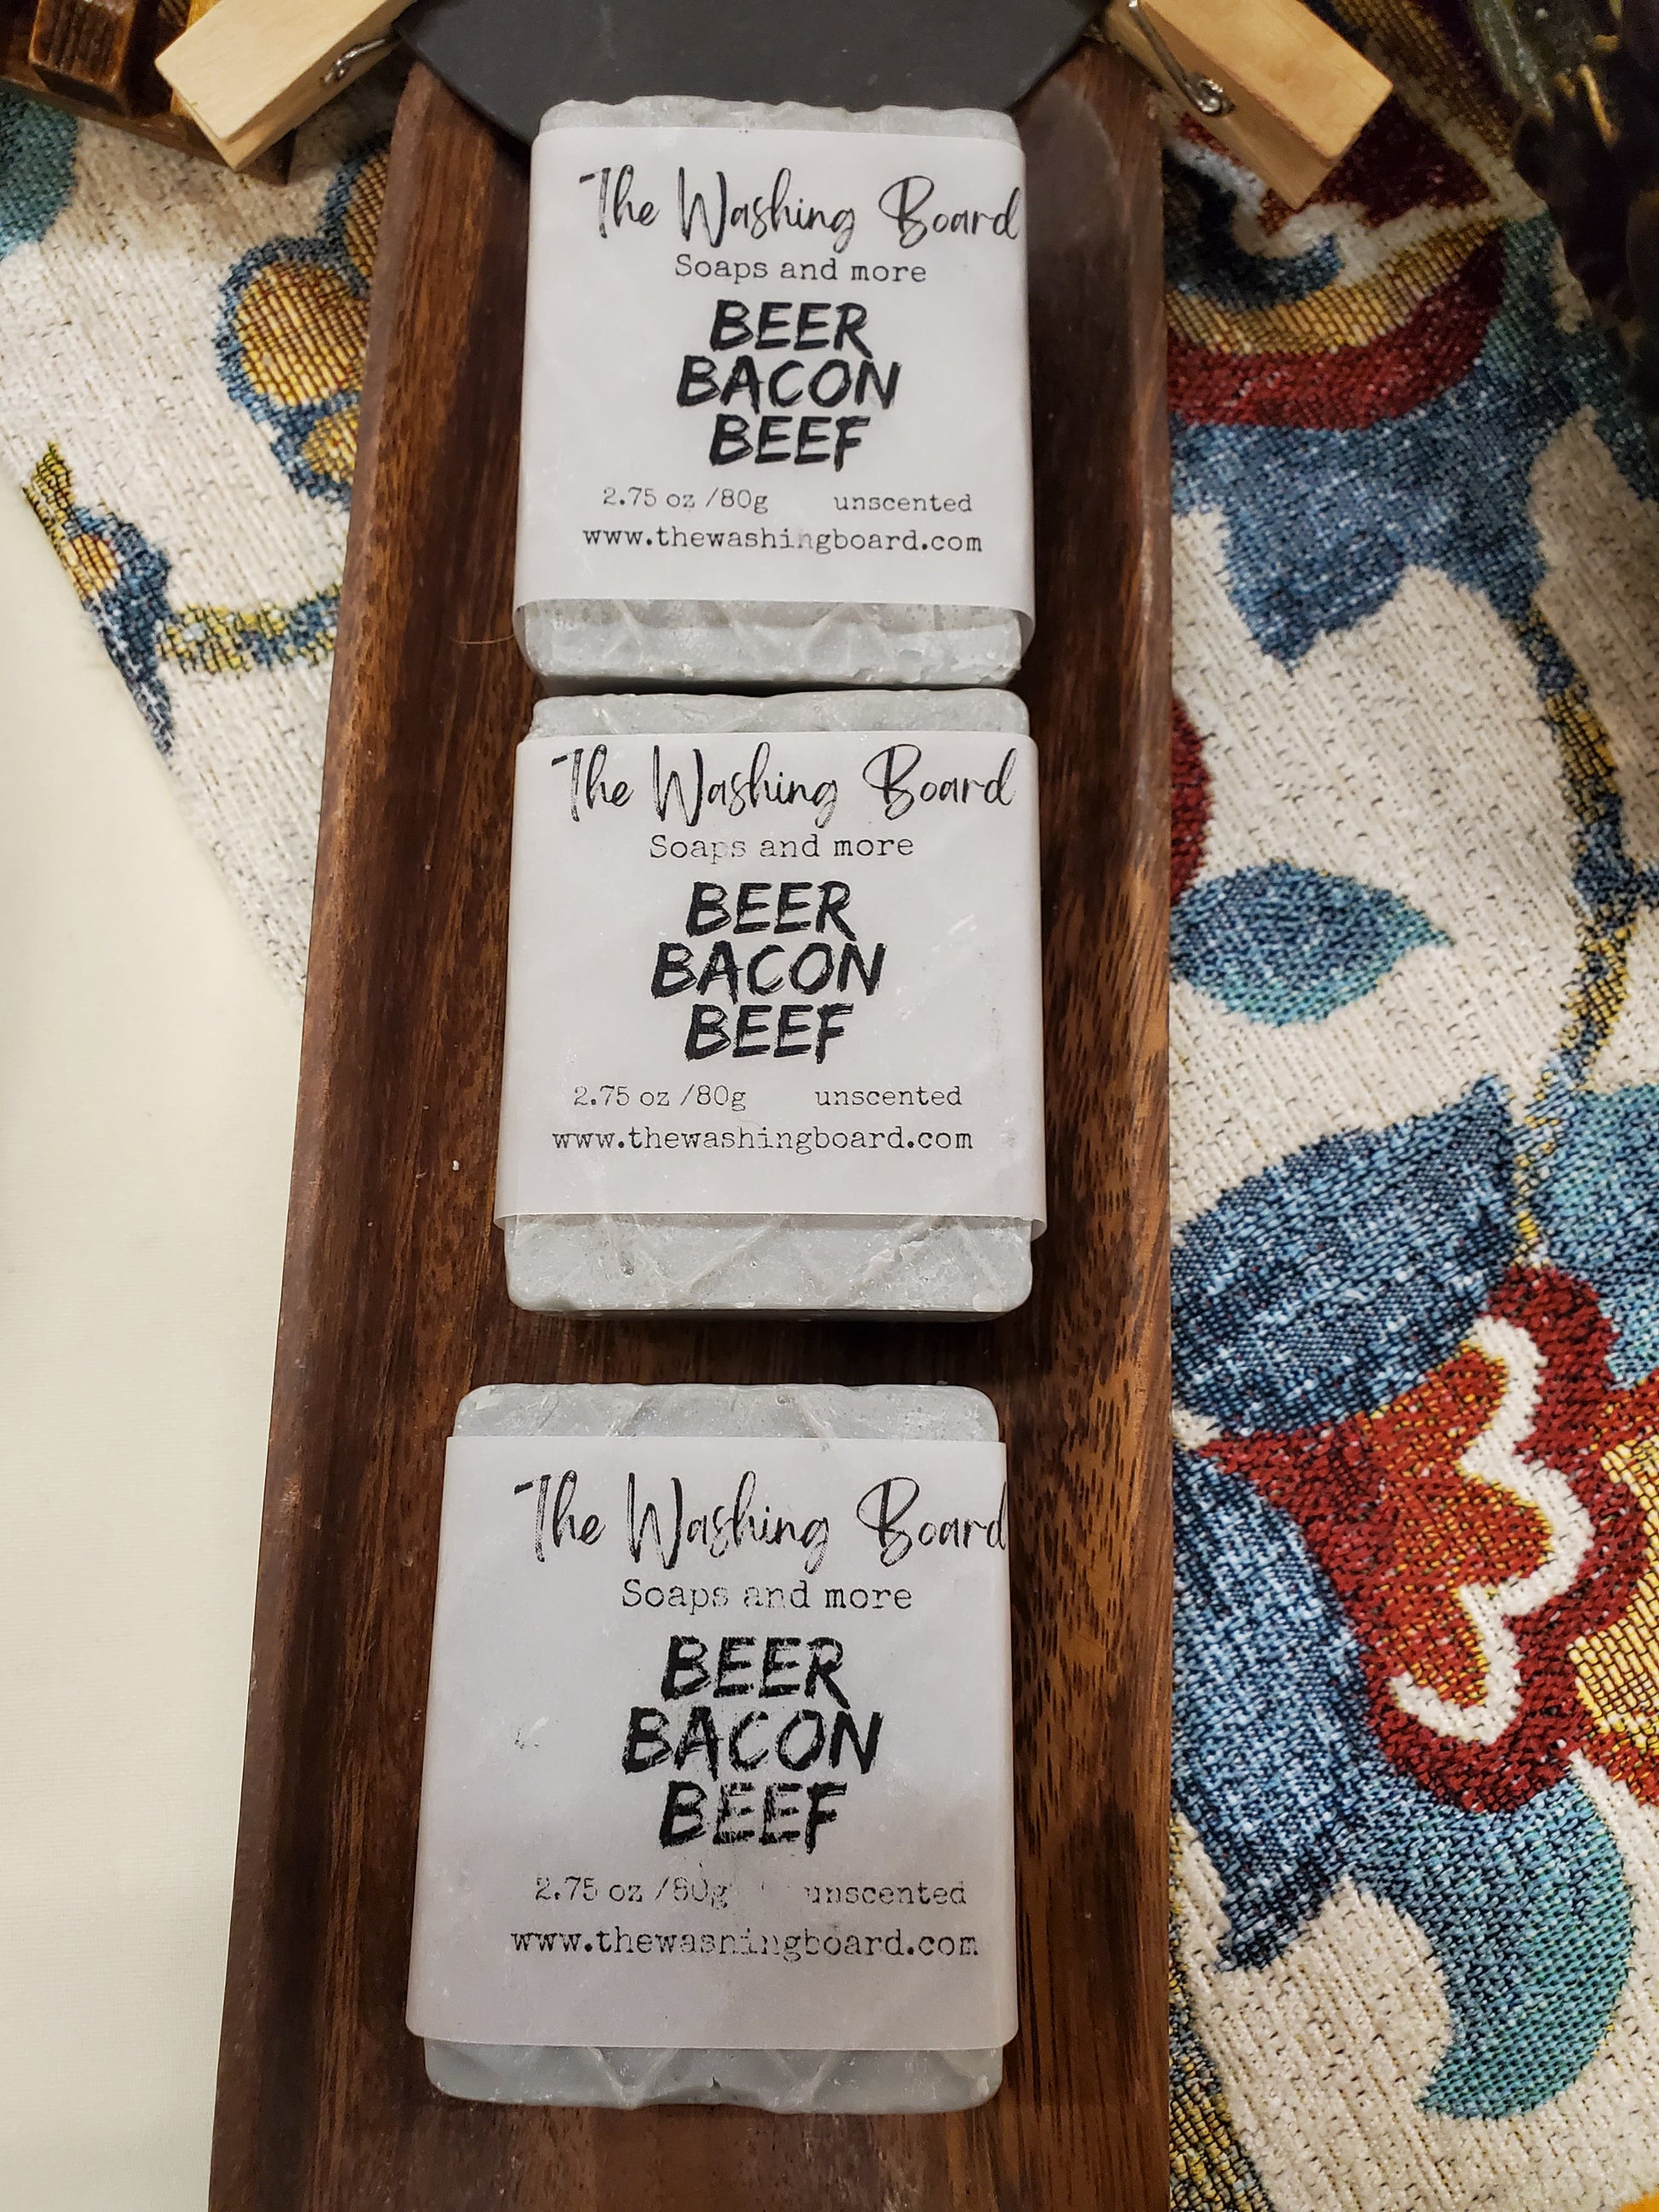 The Washing Board
Soaps and more
BEER
BACON
BEEF
2.75 oz /80g unscented
www.thewashingboard.com
The Washing Board
Soaps and more
BEER
BACON
BEEF
2.75 oz /80g unscented
www.thewashingboard.com
The Washing Board
Soaps and more
BEER
BACON
BEEF
2.75 oz /80g unscented
www.thewashingboard.com